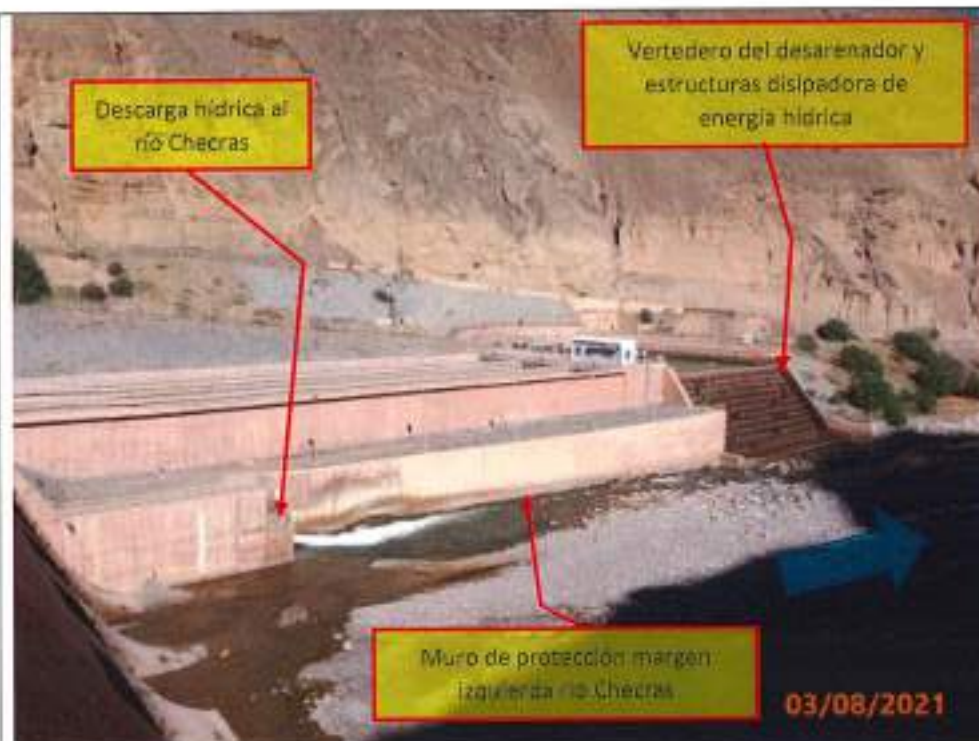 Descarga hídrica al
río Checras
Vertedero del desarenador y
estructuras disipadora de
energía hídrica
Muro de protección margen
izquierda río Checras
03/08/2021